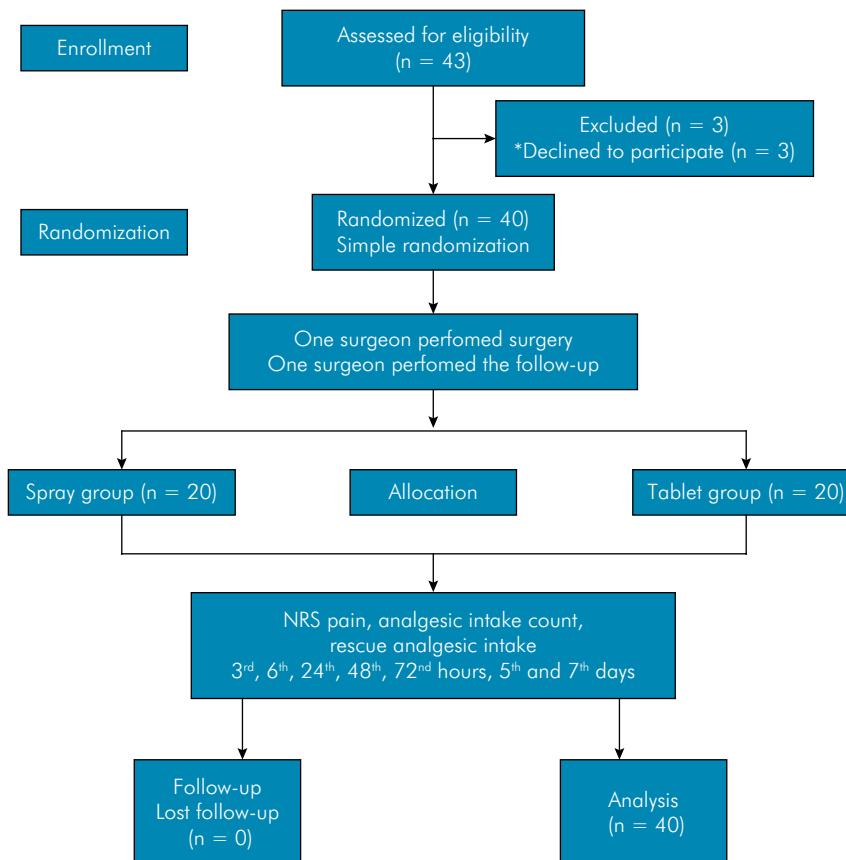 Enrollment
Assessed for eligibility
(n = 43)
Excluded (n = 3)
*Declined to participate (n = 3)
Randomization
Randomized (n = 40)
Simple randomization
One surgeon perfomed surgery
One surgeon perfomed the follow-up
Spray group (n = 20)
Allocation
Tablet group (n = 20)
NRS pain, analgesic intake count,
rescue analgesic intake
3rd, 6th, 24th, 48th, 72nd hours, 5th and 7th days
Follow-up
Lost follow-up
(n = 0)
Analysis
(n = 40)